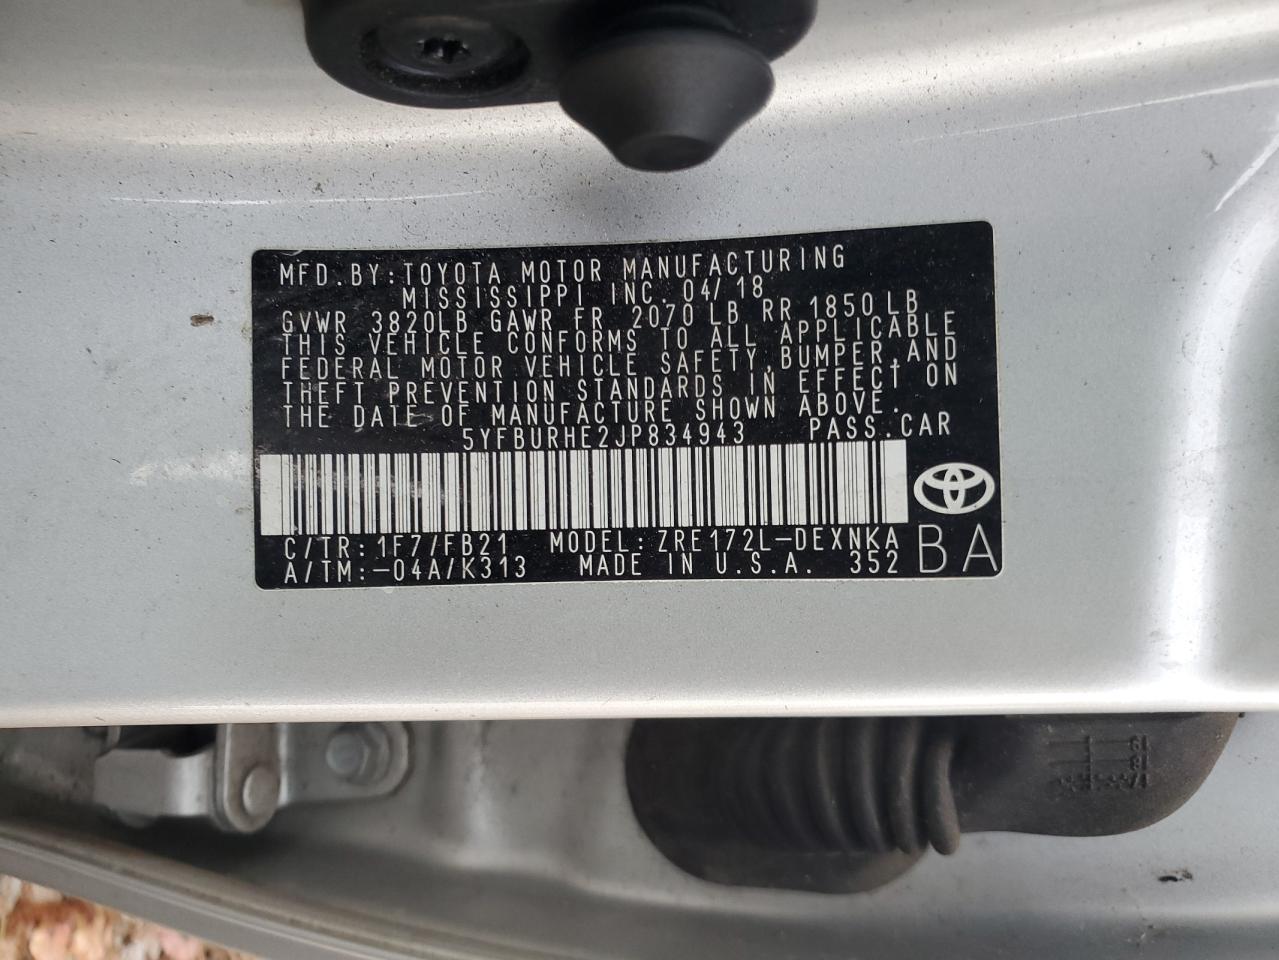 MFD.BY:TOYOTA MOTOR MANUFACTURING
MISSISSIPPI INC. 04/18
GVWR 3820LB GAWR FR 2070 LB RR 1850LB
THIS VEHICLE CONFORMS TO ALL APPLICABLE
FEDERAL MOTOR VEHICLE SAFETY,BUMPER,AND
THEFT PREVENTION STANDARDS IN EFFECT ON
THE DATE OF MANUFACTURE SHOWN ABOVE.
5YFBURHE2JP834943 PASS.CAR
C/TR:1F7/FB21 MODEL:ZRE172L-DEXNKA
A/TM:-04A/K313 MADE IN U.S.A. 352
BA